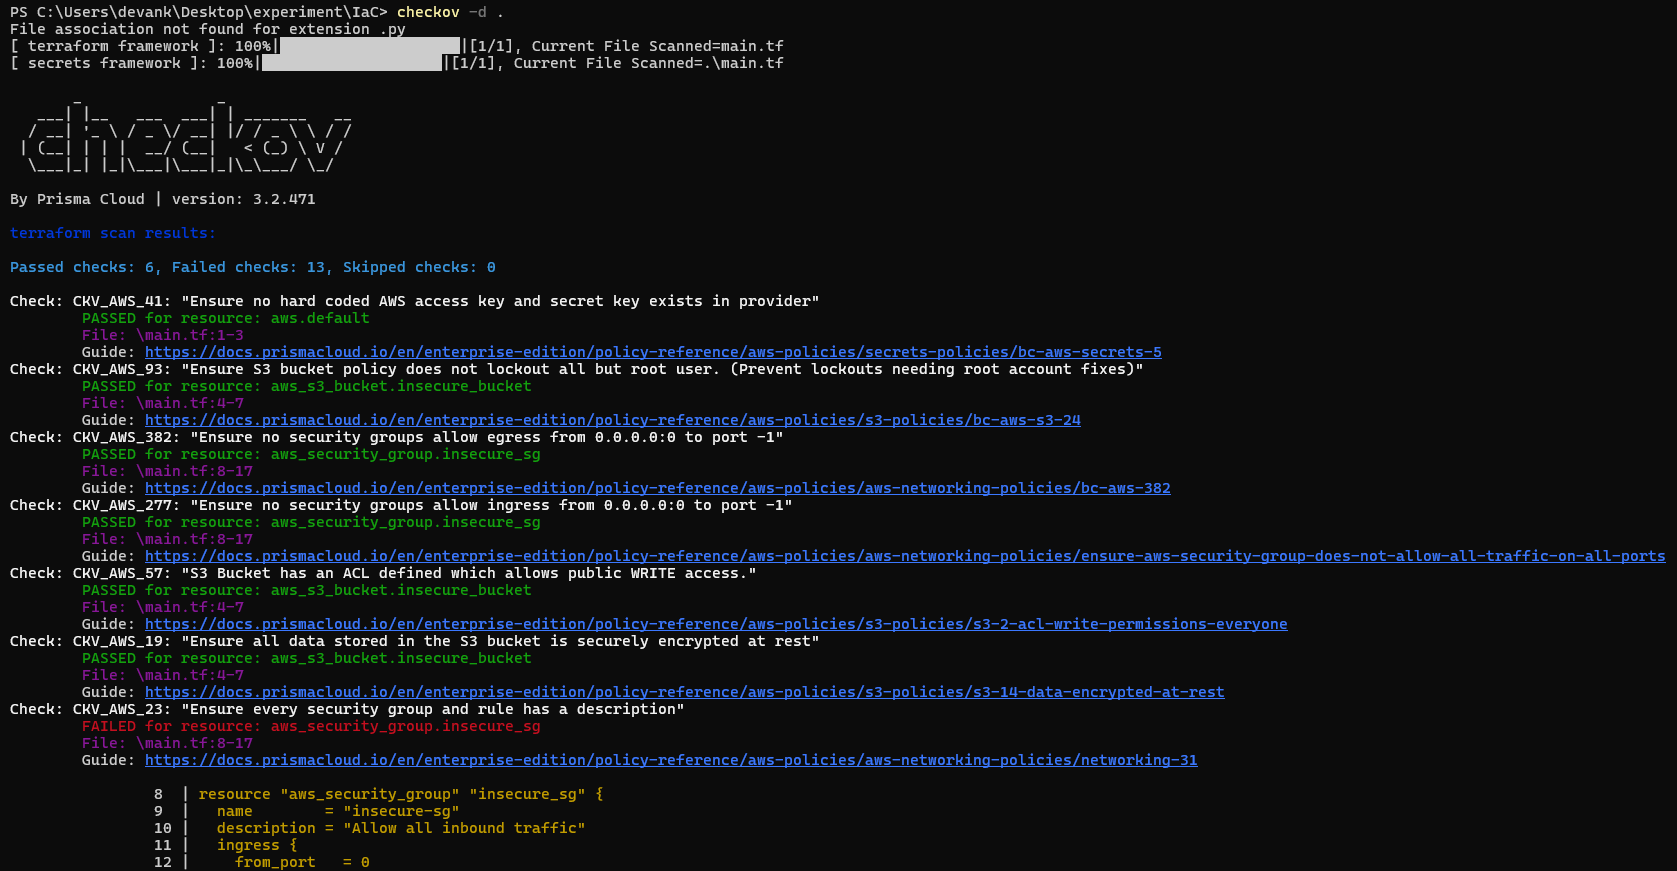 PS C:\Users\devank\Desktop\experiment\IaC> checkov -d .
File association not found for extension .py
[ terraform framework ]: 100%|████████████████████|[1/1], Current File Scanned=main.tf
[ secrets framework ]: 100%|████████████████████|[1/1], Current File Scanned=.\main.tf
       _               _
   ___| |__   ___  ___| | _______   __
  / __| '_ \ / _ \/ __| |/ / _ \ \ / /
 | (__| | | |  __/ (__|   < (_) \ V /
  \___|_| |_|\___|\___|_|\_\___/ \_/
By Prisma Cloud | version: 3.2.471
terraform scan results:
Passed checks: 6, Failed checks: 13, Skipped checks: 0
Check: CKV_AWS_41: "Ensure no hard coded AWS access key and secret key exists in provider"
PASSED for resource: aws.default
File: \main.tf:1-3
Guide: https://docs.prismacloud.io/en/enterprise-edition/policy-reference/aws-policies/secrets-policies/bc-aws-secrets-5
Check: CKV_AWS_93: "Ensure S3 bucket policy does not lockout all but root user. (Prevent lockouts needing root account fixes)"
PASSED for resource: aws_s3_bucket.insecure_bucket
File: \main.tf:4-7
Guide: https://docs.prismacloud.io/en/enterprise-edition/policy-reference/aws-policies/s3-policies/bc-aws-s3-24
Check: CKV_AWS_382: "Ensure no security groups allow egress from 0.0.0.0:0 to port -1"
PASSED for resource: aws_security_group.insecure_sg
File: \main.tf:8-17
Guide: https://docs.prismacloud.io/en/enterprise-edition/policy-reference/aws-policies/aws-networking-policies/bc-aws-382
Check: CKV_AWS_277: "Ensure no security groups allow ingress from 0.0.0.0:0 to port -1"
PASSED for resource: aws_security_group.insecure_sg
File: \main.tf:8-17
Guide: https://docs.prismacloud.io/en/enterprise-edition/policy-reference/aws-policies/aws-networking-policies/ensure-aws-security-group-does-not-allow-all-traffic-on-all-ports
Check: CKV_AWS_57: "S3 Bucket has an ACL defined which allows public WRITE access."
PASSED for resource: aws_s3_bucket.insecure_bucket
File: \main.tf:4-7
Guide: https://docs.prismacloud.io/en/enterprise-edition/policy-reference/aws-policies/s3-policies/s3-2-acl-write-permissions-everyone
Check: CKV_AWS_19: "Ensure all data stored in the S3 bucket is securely encrypted at rest"
PASSED for resource: aws_s3_bucket.insecure_bucket
File: \main.tf:4-7
Guide: https://docs.prismacloud.io/en/enterprise-edition/policy-reference/aws-policies/s3-policies/s3-14-data-encrypted-at-rest
Check: CKV_AWS_23: "Ensure every security group and rule has a description"
FAILED for resource: aws_security_group.insecure_sg
File: \main.tf:8-17
Guide: https://docs.prismacloud.io/en/enterprise-edition/policy-reference/aws-policies/aws-networking-policies/networking-31
8  | resource "aws_security_group" "insecure_sg" {
9  |   name        = "insecure-sg"
10 |   description = "Allow all inbound traffic"
11 |   ingress {
12 |     from_port   = 0